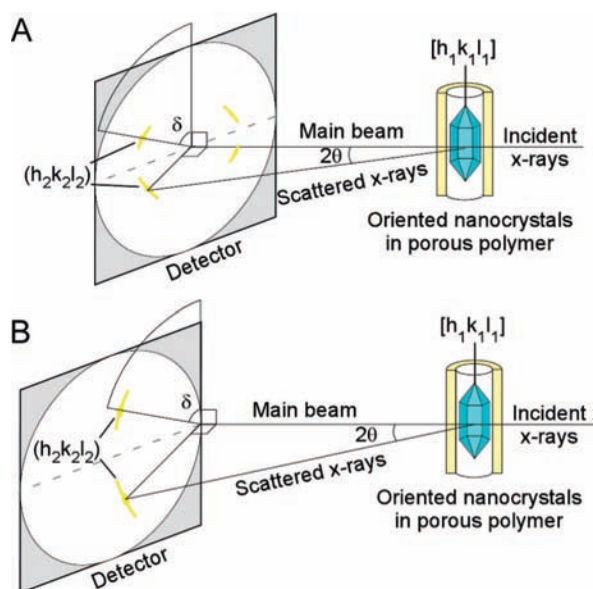 A
[h₁k₁l₁]
δ
Main beam
Incident
x-rays
2θ
(h₂k₂l₂)
Scattered x-rays
Oriented nanocrystals
in porous polymer
Detector
B
[h₁k₁l₁]
δ
Main beam
Incident
x-rays
2θ
(h₂k₂l₂)
Scattered x-rays
Oriented nanocrystals
in porous polymer
Detector